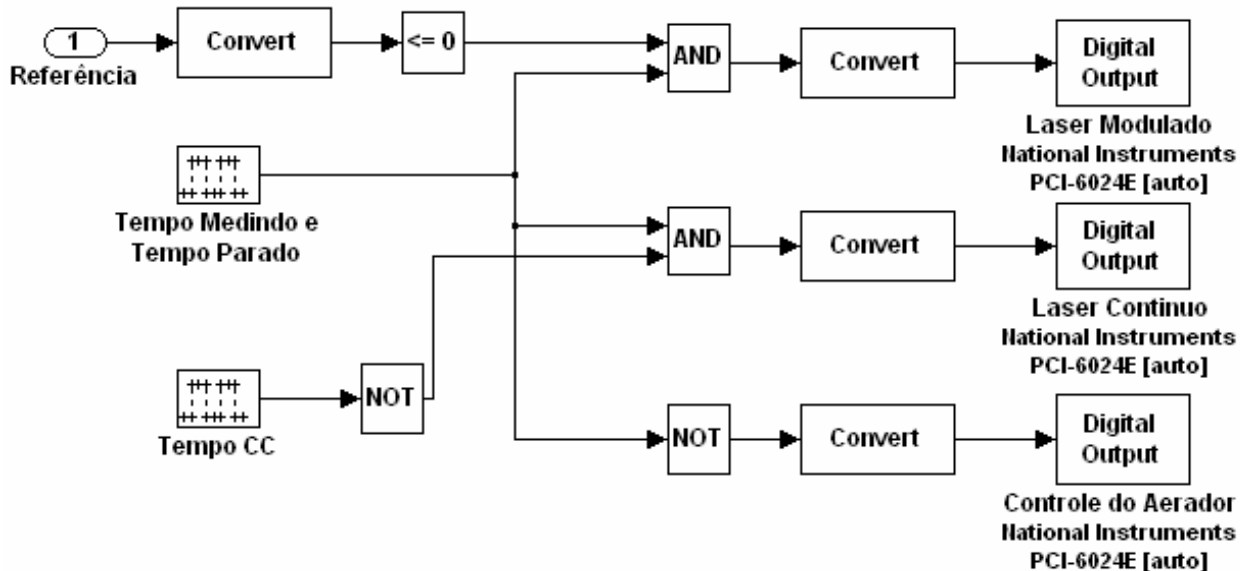 1
Referência
Convert
<= 0
AND
Convert
Digital
Output
Laser Modulado
National Instruments
PCI-6024E [auto]
Tempo Medindo e
Tempo Parado
AND
Convert
Digital
Output
Laser Continuo
National Instruments
PCI-6024E [auto]
Tempo CC
NOT
NOT
Convert
Digital
Output
Controle do Aerador
National Instruments
PCI-6024E [auto]